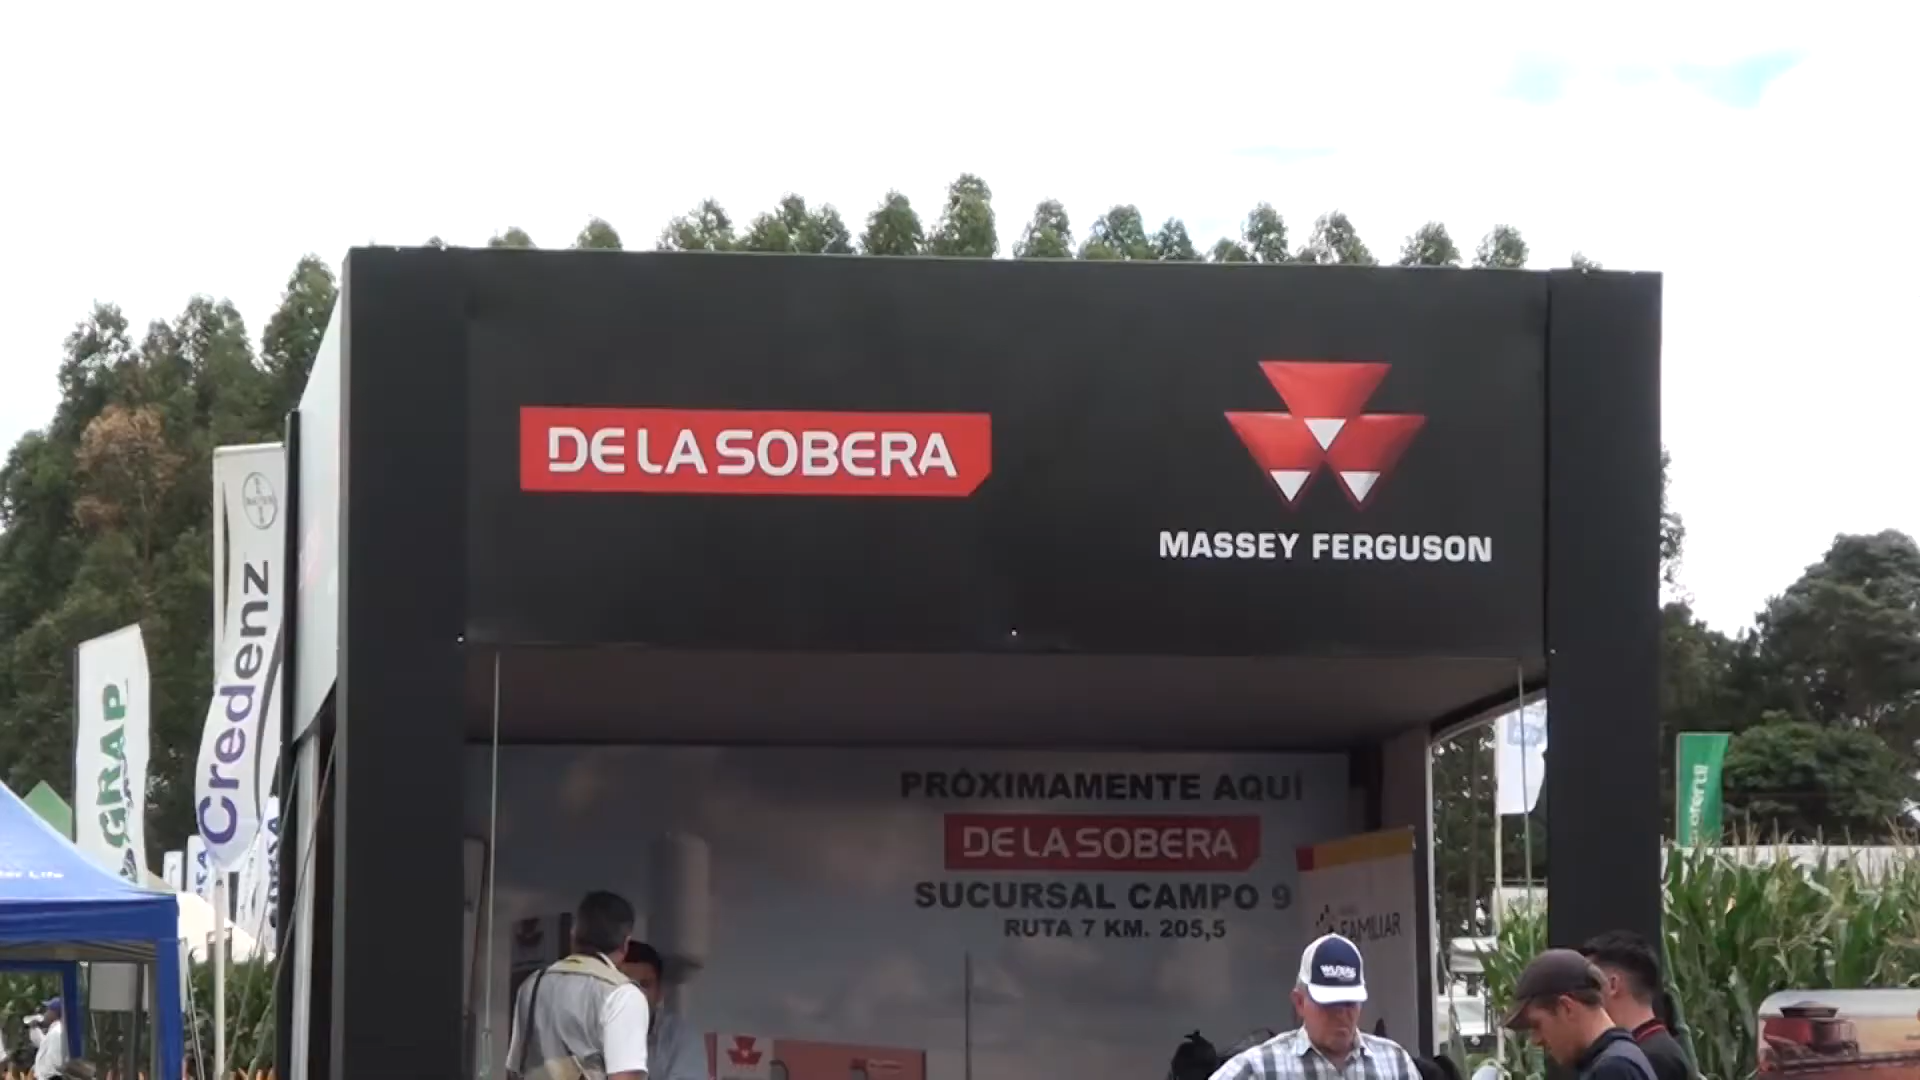 DE LA SOBERA
MASSEY FERGUSON
PRÓXIMAMENTE AQUÍ
DE LA SOBERA
SUCURSAL CAMPO 9
RUTA 7 KM. 205,5
FAMILIAR
Credenz
GRAP